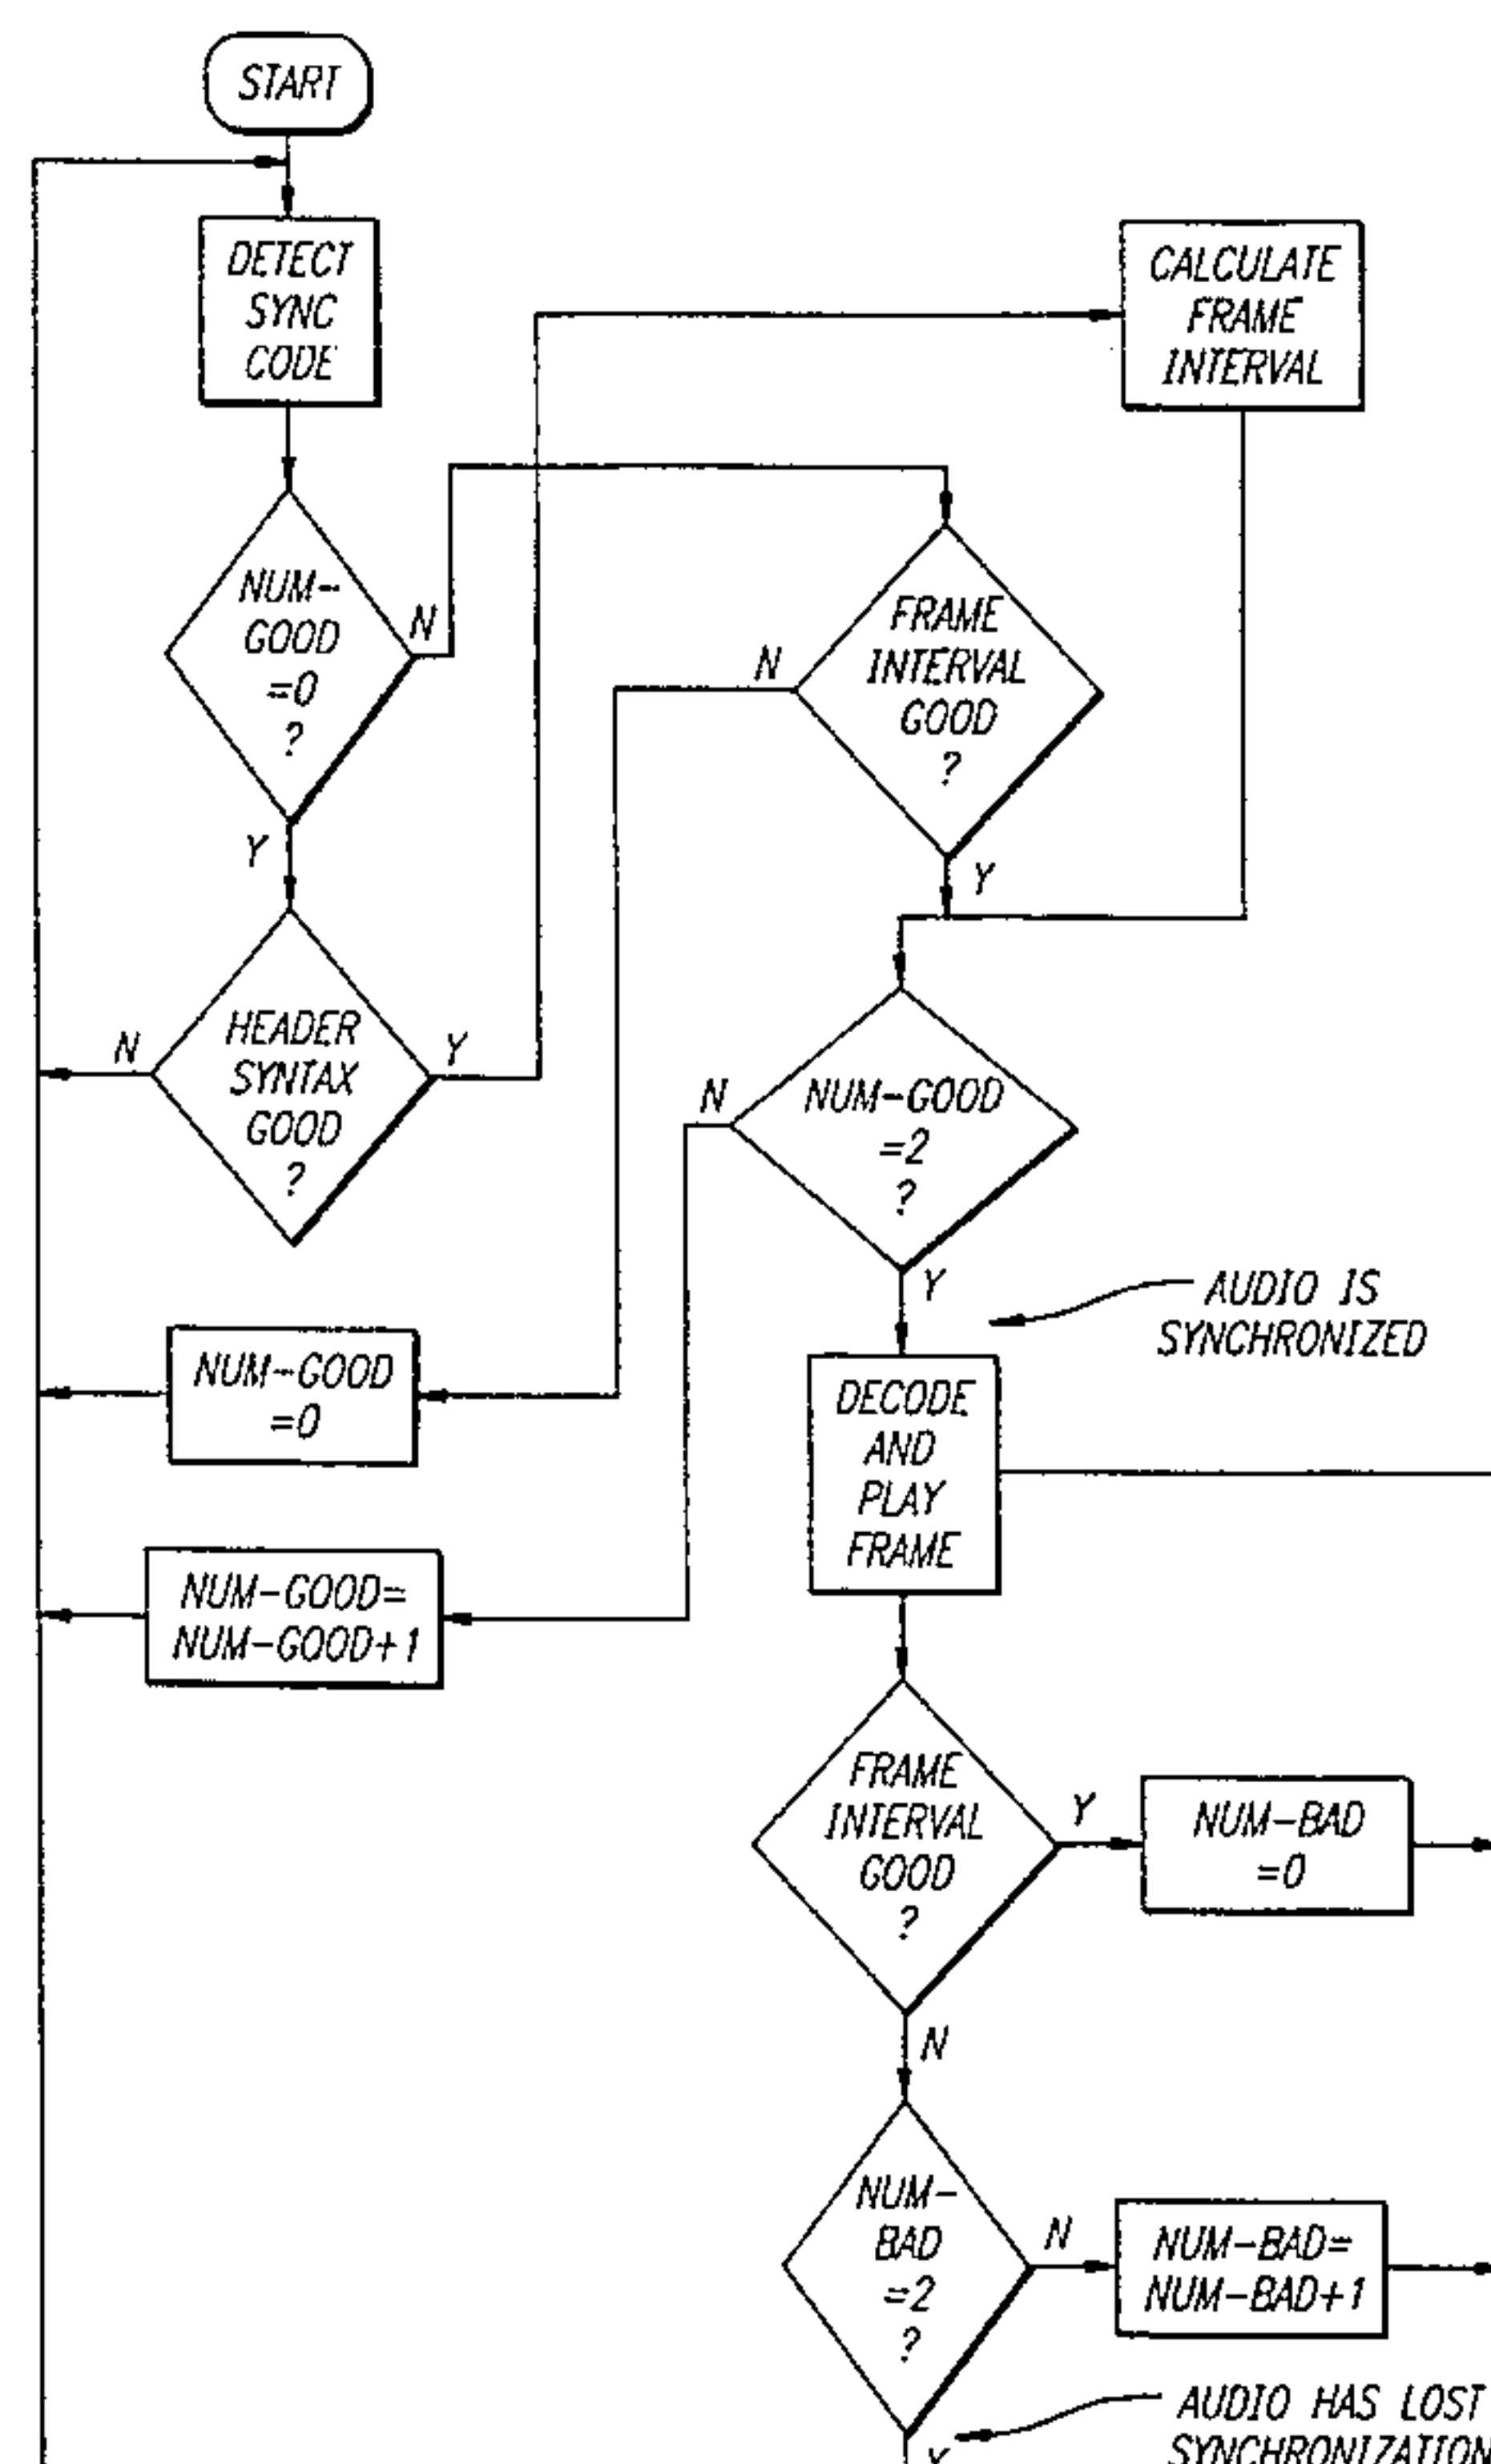 START
DETECT
SYNC
CODE
CALCULATE
FRAME
INTERVAL
NUM-
GOOD
=0
?
N
Y
FRAME
INTERVAL
GOOD
?
N
Y
HEADER
SYNTAX
GOOD
?
N
Y
NUM-GOOD
=2
?
N
Y
AUDIO IS
SYNCHRONIZED
NUM-GOOD
=0
DECODE
AND
PLAY
FRAME
NUM-GOOD=
NUM-GOOD+1
FRAME
INTERVAL
GOOD
?
Y
N
NUM-BAD
=0
NUM-
BAD
=2
?
N
Y
NUM-BAD=
NUM-BAD+1
AUDIO HAS LOST
SYNCHRONIZATION